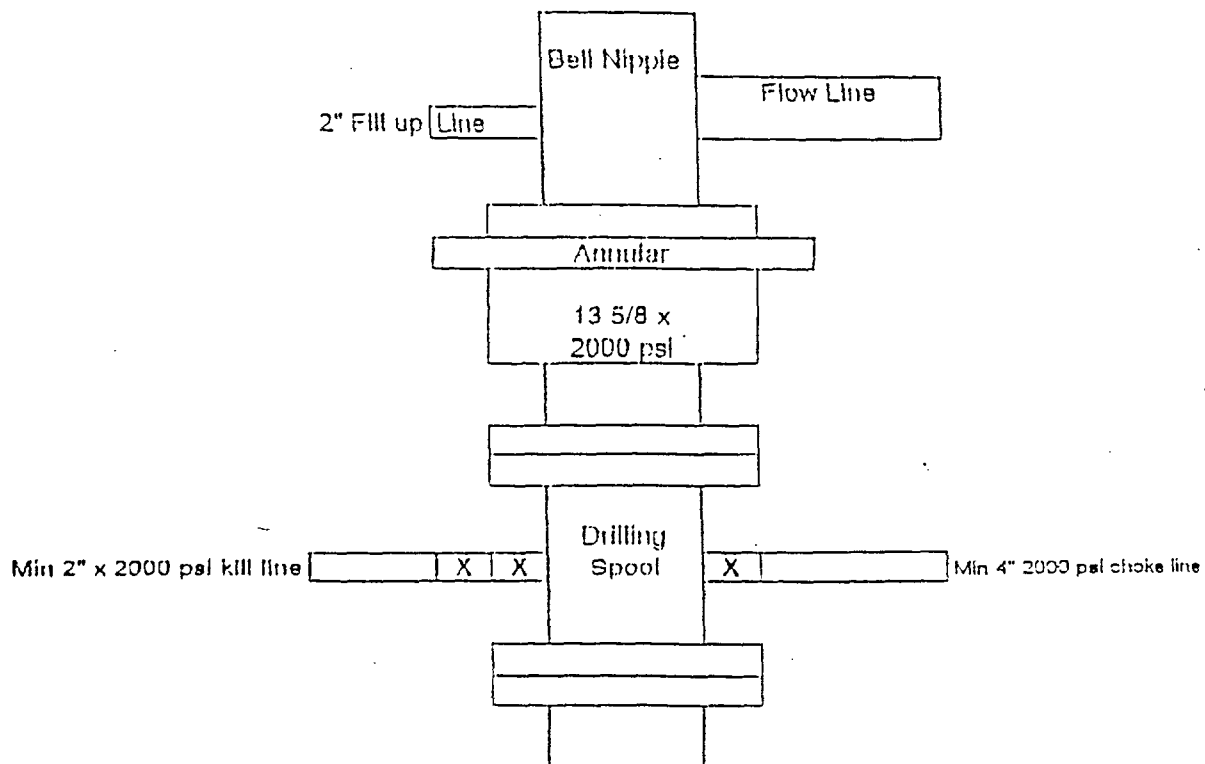 Bell Nipple
Flow Line
2" Fill up Line
Annular
13 5/8 x
2000 psi
Drilling
Spool
Min 2" x 2000 psi kill line
X X
X
Min 4" 2000 psi choke line